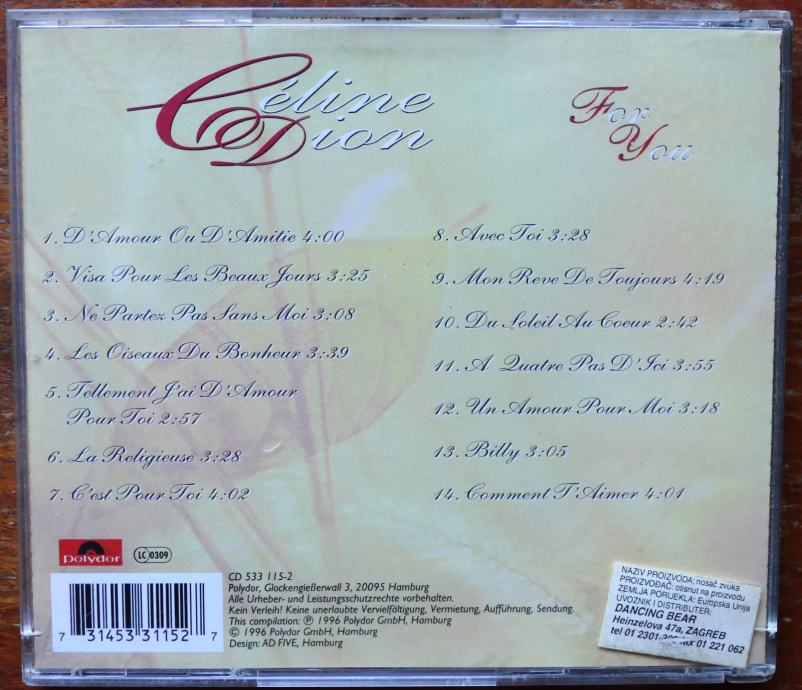 Céline
Dion
For
You
1. D'Amour Ou D'Amitie 4:00
2. Visa Pour Les Beaux Jours 3:25
3. Ne Partez Pas Sans Moi 3:08
4. Les Oiseaux Du Bonheur 3:39
5. Tellement J'ai D'Amour
Pour Toi 2:57
6. La Religieuse 3:28
7. C'est Pour Toi 4:02
8. Avec Toi 3:28
9. Mon Reve De Toujours 4:19
10. Du Soleil Au Coeur 2:42
11. A Quatre Pas D'Ici 3:55
12. Un Amour Pour Moi 3:18
13. Billy 3:05
14. Comment T'Aimer 4:01
polydor
LC 0309
CD 533 115-2
Polydor, Glockengießerwall 3, 20095 Hamburg
Alle Urheber- und Leistungsschutzrechte vorbehalten.
Kein Verleih! Keine unerlaubte Vervielfältigung, Vermietung, Aufführung, Sendung.
This compilation: Ⓟ 1996 Polydor GmbH, Hamburg
© 1996 Polydor GmbH, Hamburg
Design: AD FIVE, Hamburg
7 31453 31152 7
NAZIV PROIZVODA: nosač zvuka
PROIZVOĐAČ: otisnut na proizvodu
ZEMLJA PORIJEKLA: Europska Unija
UVOZNIK I DISTRIBUTER:
DANCING BEAR
Heinzelova 47a, ZAGREB
tel 01 2301 fax 01 221 062